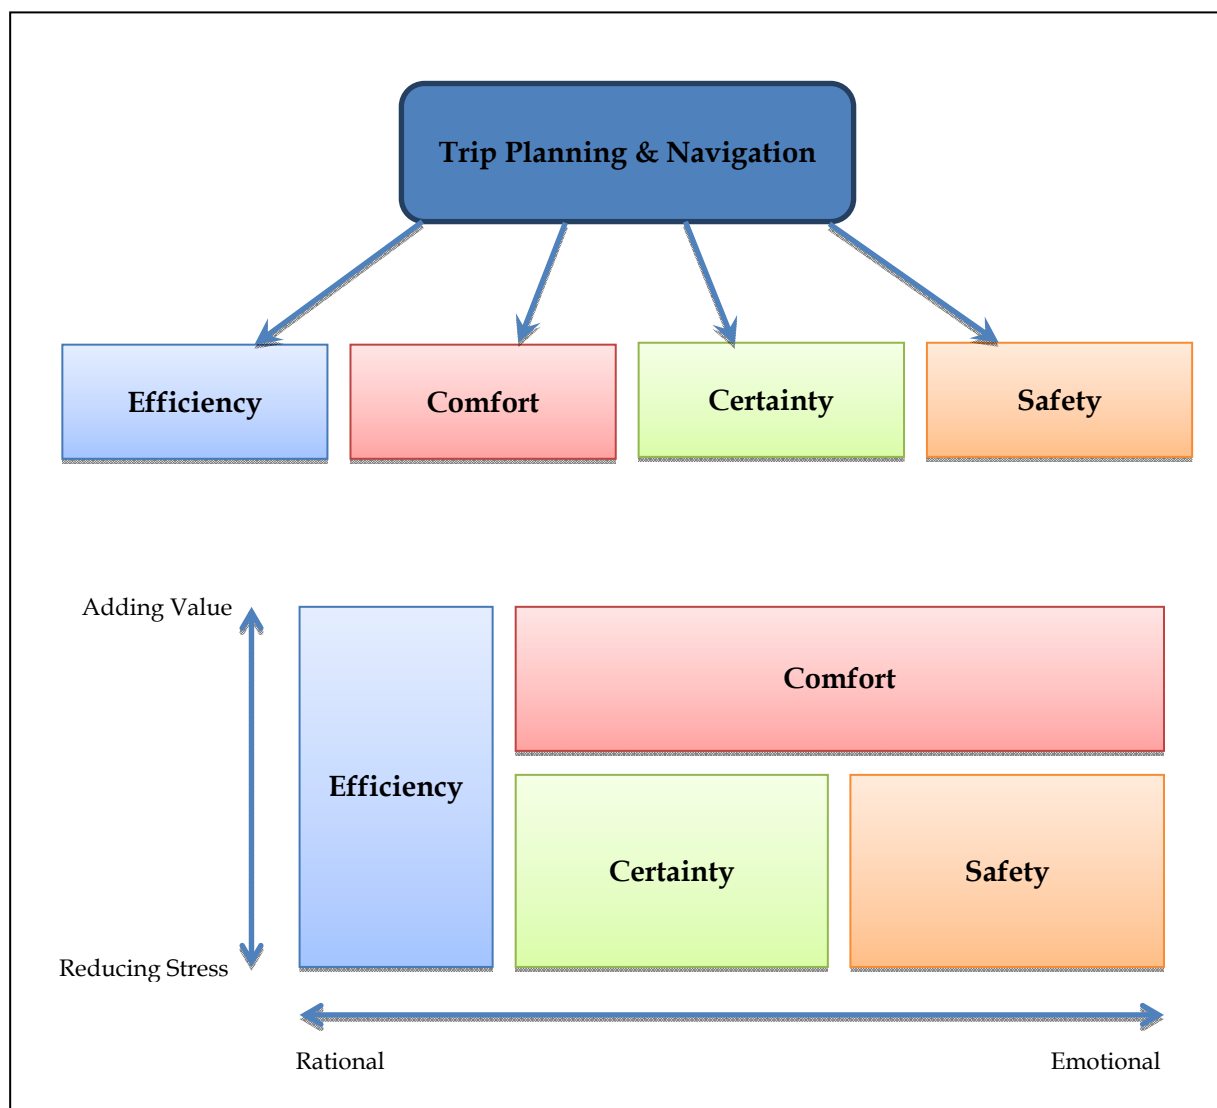 Trip Planning & Navigation
Efficiency
Comfort
Certainty
Safety
Adding Value
Comfort
Efficiency
Certainty
Safety
Reducing Stress
Rational
Emotional